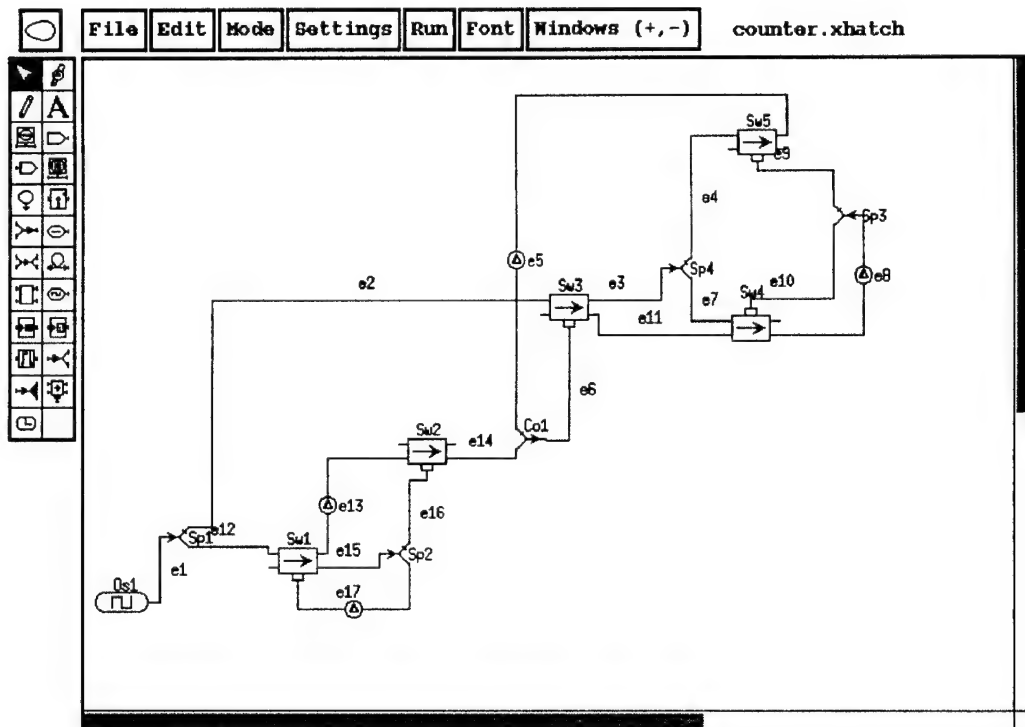 File Edit Mode Settings Run Font Windows (+,-) counter.xhatch
A
Sw5
e9
e4
Sp3
e5
Sp4
e2
Sw3
e3
e7
e10
e8
Sw4
e11
e6
Co1
Sw2
e14
e13
e16
e12
Sp1
Sw1
e15
Sp2
e1
Os1
e17